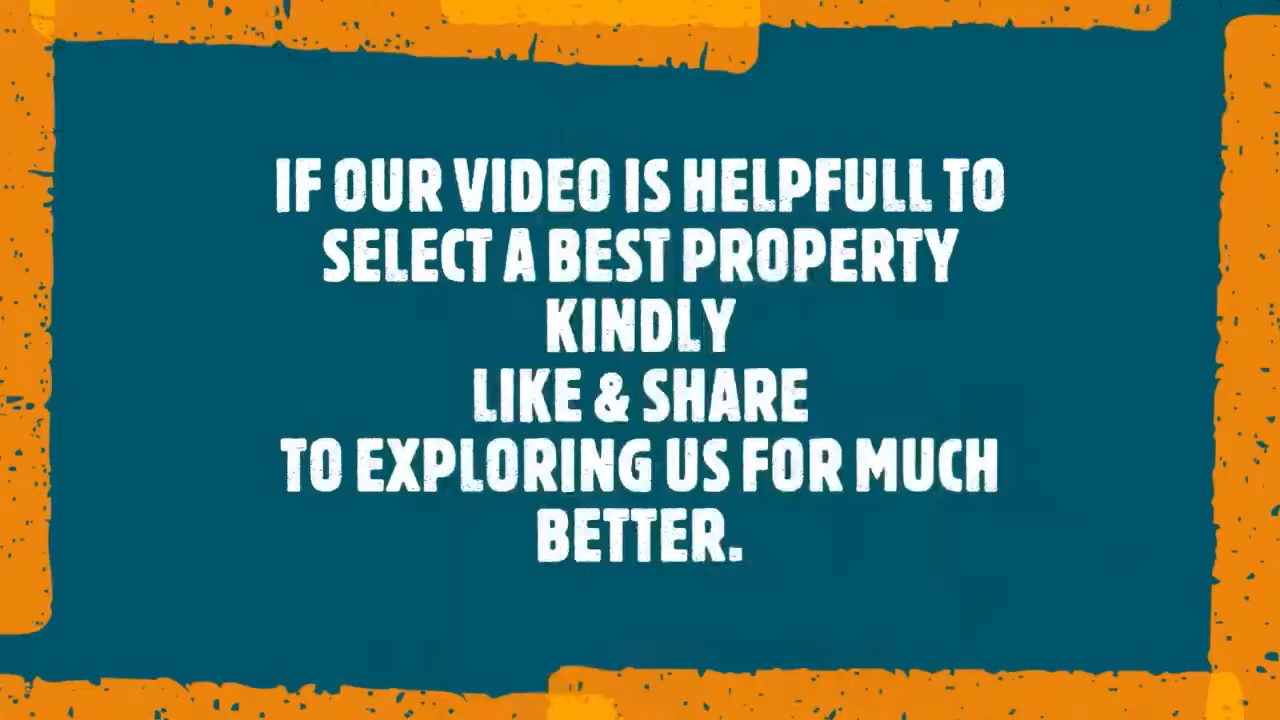 IF OUR VIDEO IS HELPFULL TO
SELECT A BEST PROPERTY
KINDLY
LIKE & SHARE
TO EXPLORING US FOR MUCH
BETTER.